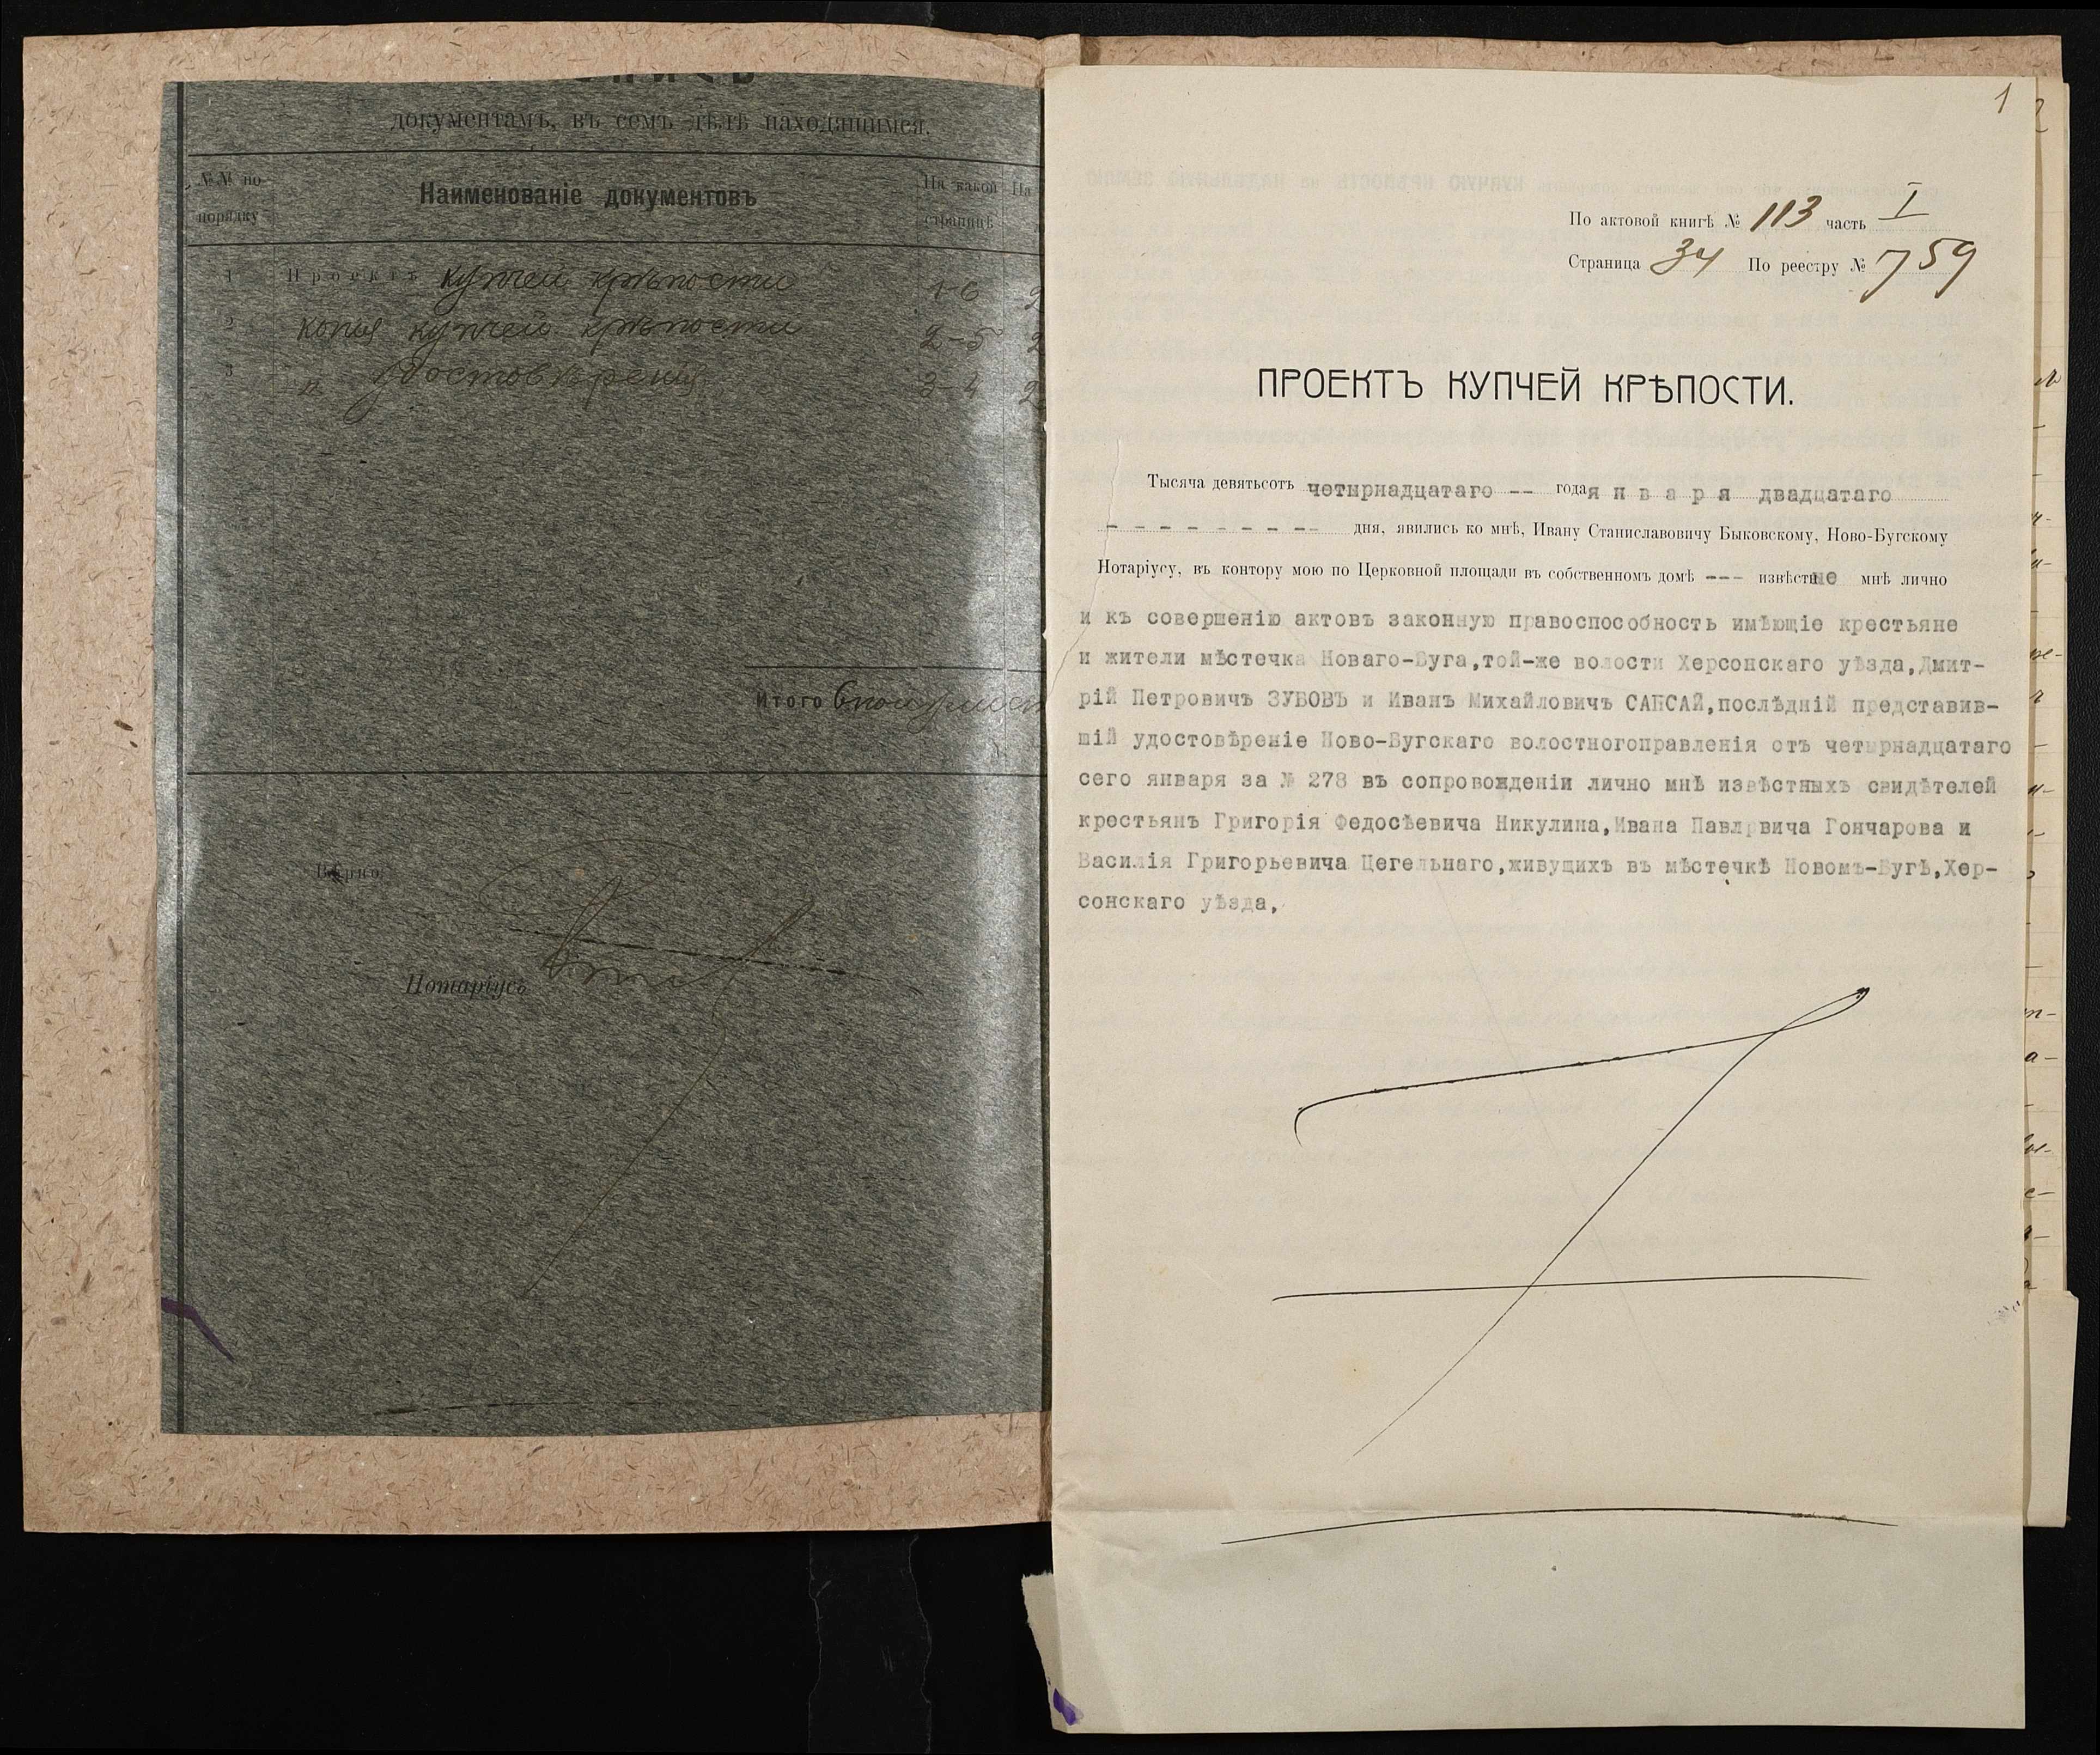 документамъ, въ семъ дѣлѣ находящимся.
№№ по порядку
Наименованіе документовъ
На какой страницѣ
На
1 Проектъ купчей крѣпости 1-6 2
2 копія купчей крѣпости 2-5 2
3 п. удостовѣренія 3-4 2
Итого
Вѣрно:
Нотаріусъ
1
По актовой книгѣ № 113 часть I
Страница 34 По реестру № 759
ПРОЕКТЪ КУПЧЕЙ КРѢПОСТИ.
Тысяча девятьсотъ четырнадцатаго -- года января двадцатаго
- - - - - - - - -- дня, явились ко мнѣ, Ивану Станиславовичу Быковскому, Ново-Бугскому
Нотаріусу, въ контору мою по Церковной площади въ собственномъ домѣ --- извѣстные мнѣ лично
и къ совершенію актовъ законную правоспособность имѣющіе крестьяне
и жители мѣстечка Новаго-Буга,той-же волости Херсонскаго уѣзда,Дмит-
рій Петровичъ ЗУБОВЪ и Иванъ Михайловичъ САПСАЙ,послѣдній представив-
шій удостовѣреніе Ново-Бугскаго волостногоправленія отъ четырнадцатаго
сего января за № 278 въ сопровожденіи лично мнѣ извѣстныхъ свидѣтелей
крестьянъ Григорія Федосѣевича Никулина,Ивана Павлрвича Гончарова и
Василія Григорьевича Цегельнаго,живущихъ въ мѣстечкѣ Новомъ-Бугѣ,Хер-
сонскаго уѣзда,